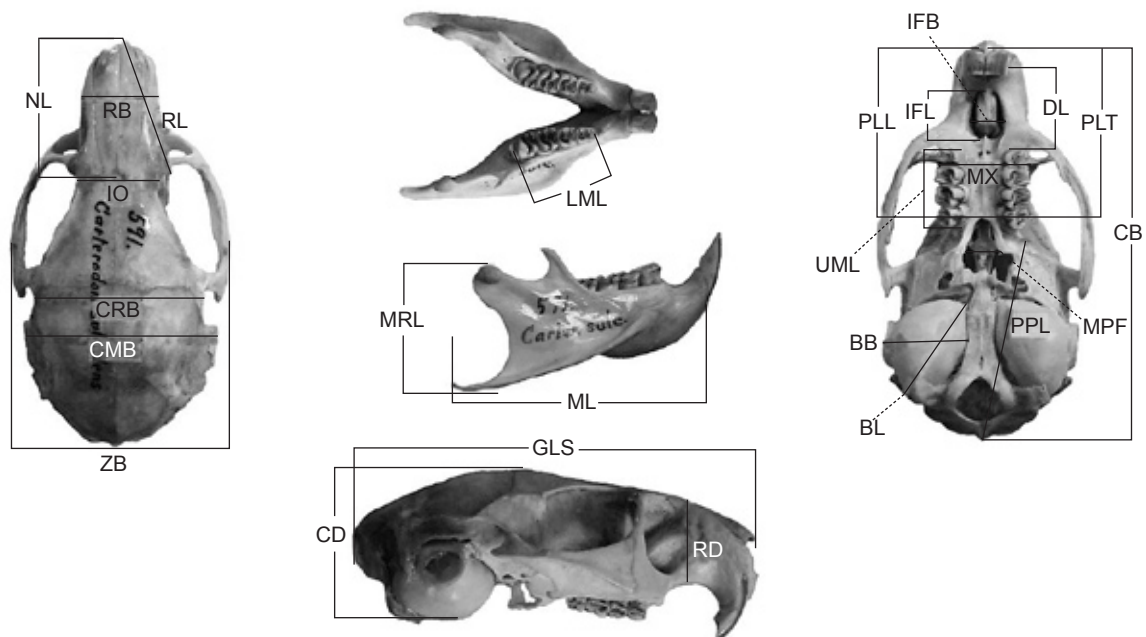 NL
RB
RL
IO
591.
Carterodon
CRB
CMB
ZB
LML
MRL
ML
GLS
CD
RD
IFB
IFL
DL
PLL
PLT
MX
CB
UML
PPL
MPF
BB
BL